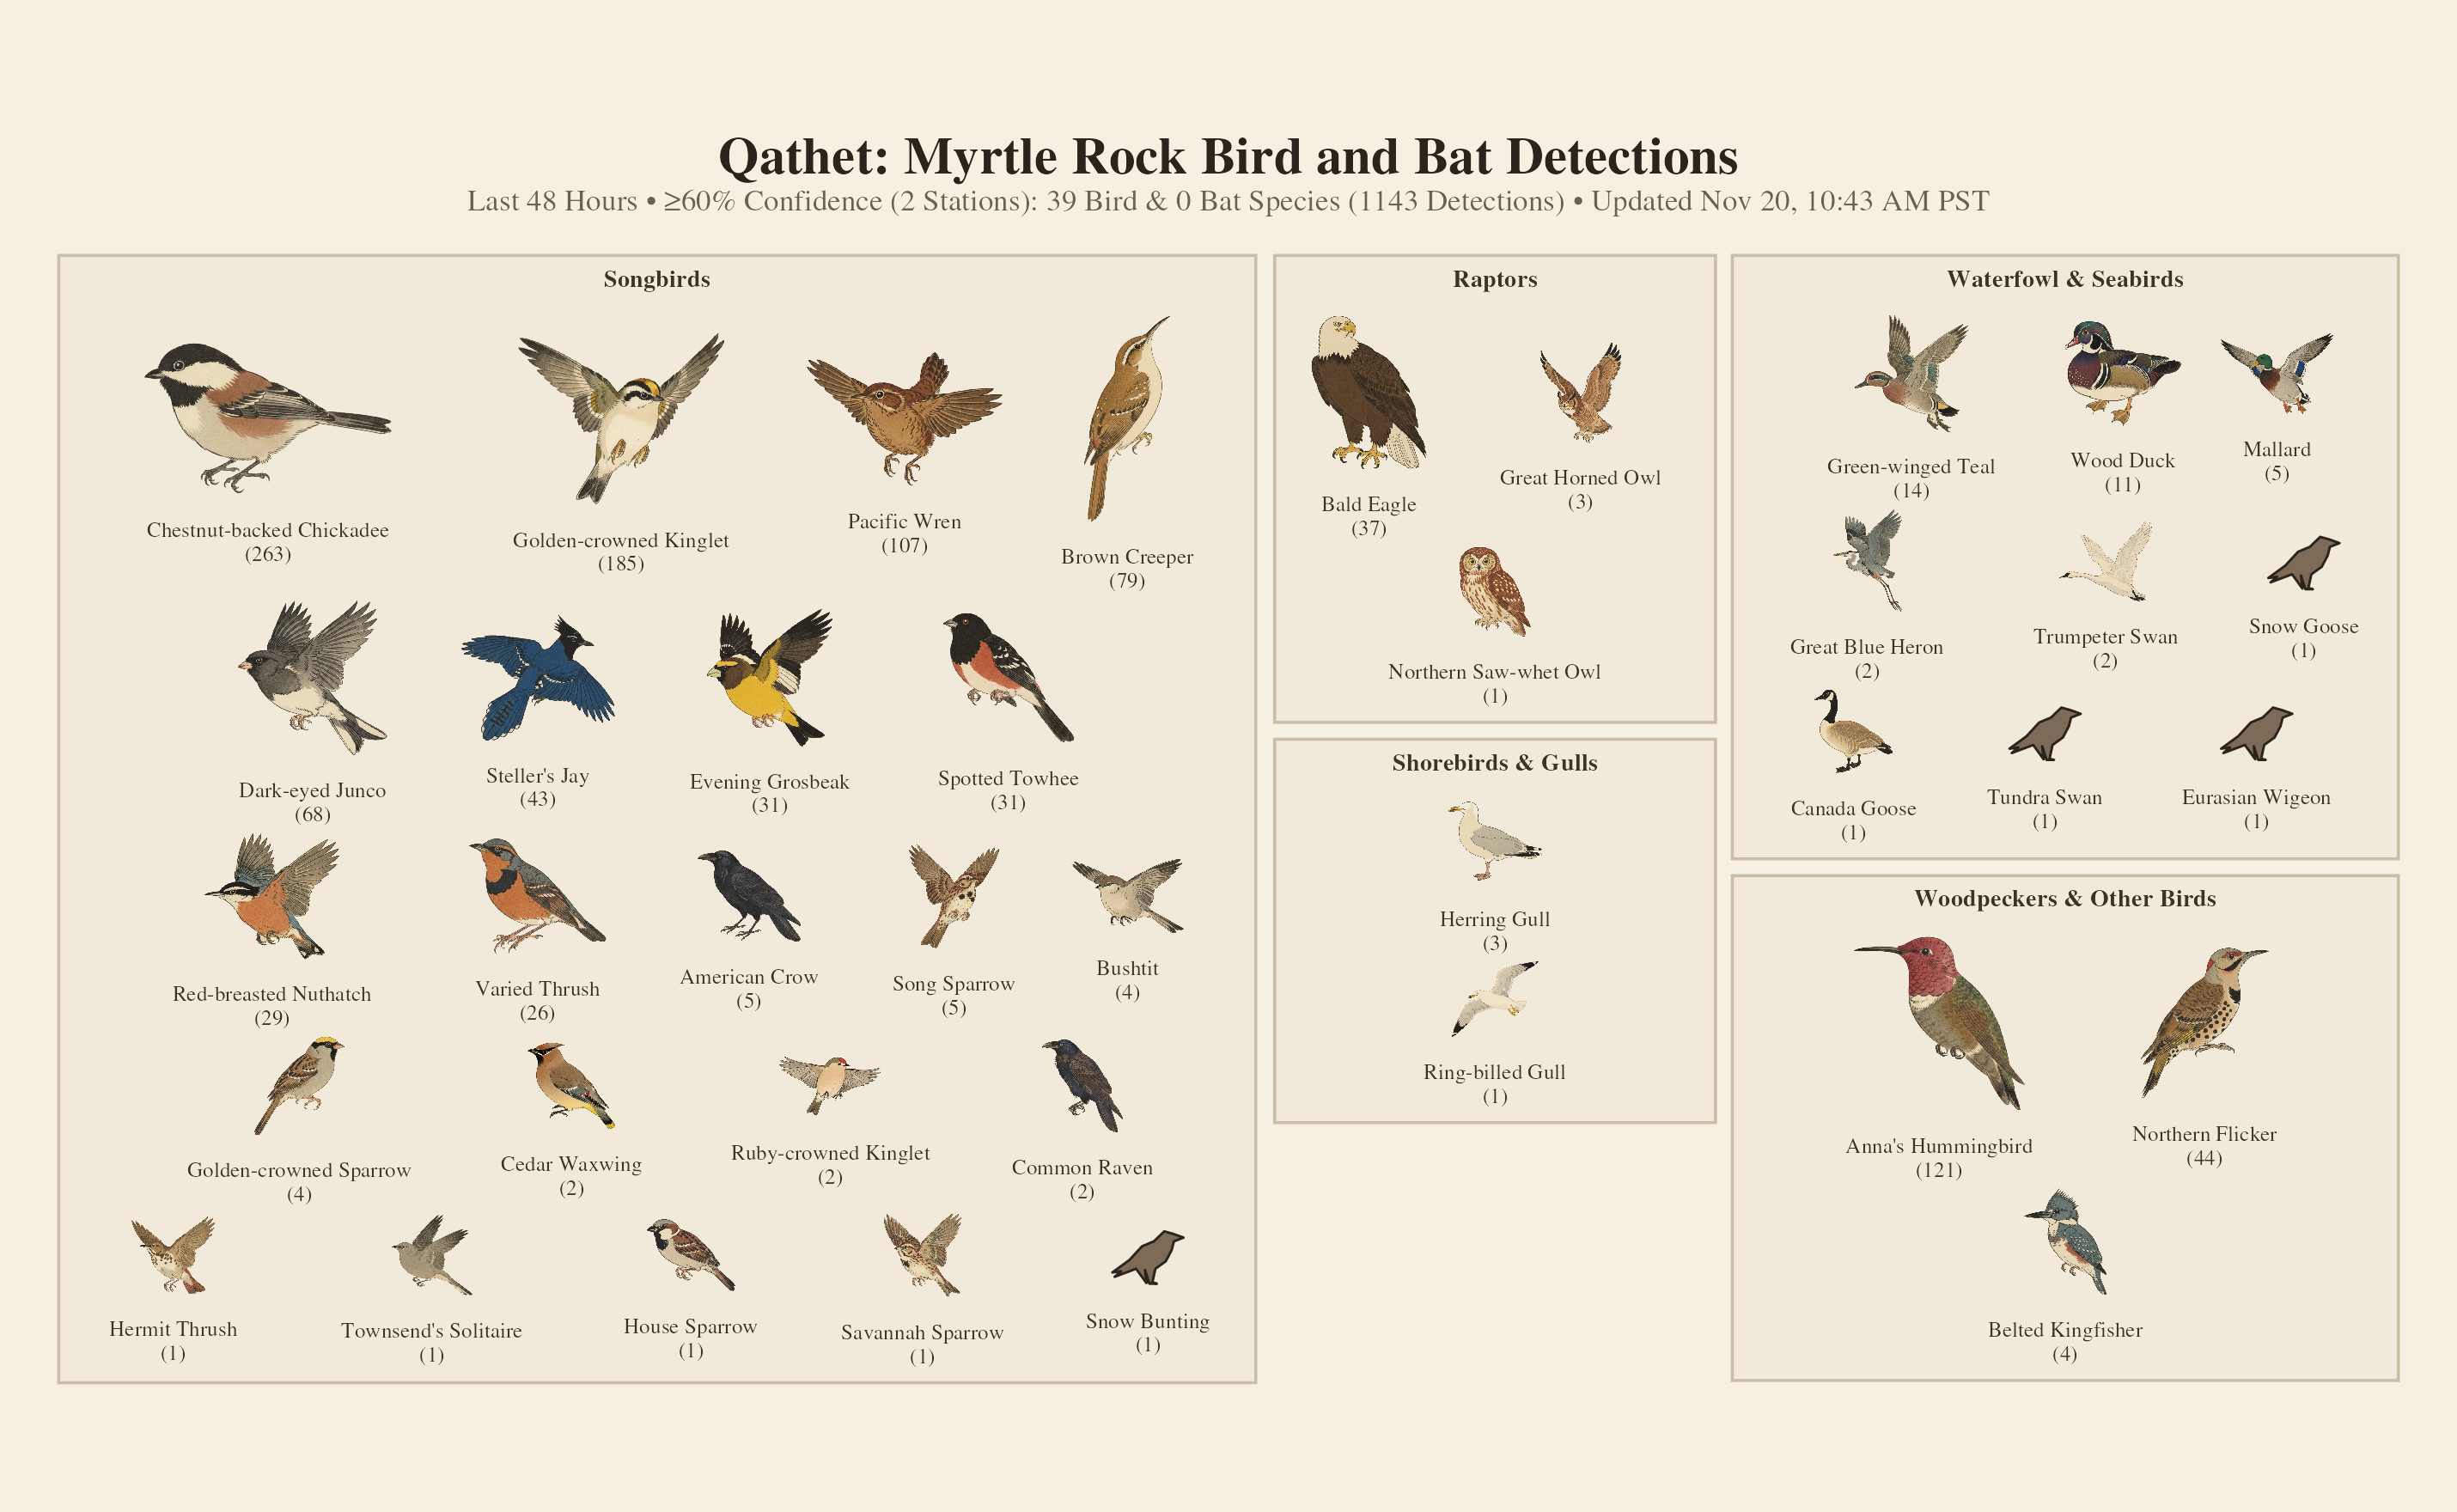 Qathet: Myrtle Rock Bird and Bat Detections
Last 48 Hours • ≥60% Confidence (2 Stations): 39 Bird & 0 Bat Species (1143 Detections) • Updated Nov 20, 10:43 AM PST
Songbirds
Chestnut-backed Chickadee
(263)
Golden-crowned Kinglet
(185)
Pacific Wren
(107)
Brown Creeper
(79)
Dark-eyed Junco
(68)
Steller's Jay
(43)
Evening Grosbeak
(31)
Spotted Towhee
(31)
Red-breasted Nuthatch
(29)
Varied Thrush
(26)
American Crow
(5)
Song Sparrow
(5)
Bushtit
(4)
Golden-crowned Sparrow
(4)
Cedar Waxwing
(2)
Ruby-crowned Kinglet
(2)
Common Raven
(2)
Hermit Thrush
(1)
Townsend's Solitaire
(1)
House Sparrow
(1)
Savannah Sparrow
(1)
Snow Bunting
(1)
Raptors
Bald Eagle
(37)
Great Horned Owl
(3)
Northern Saw-whet Owl
(1)
Shorebirds & Gulls
Herring Gull
(3)
Ring-billed Gull
(1)
Waterfowl & Seabirds
Green-winged Teal
(14)
Wood Duck
(11)
Mallard
(5)
Great Blue Heron
(2)
Trumpeter Swan
(2)
Snow Goose
(1)
Canada Goose
(1)
Tundra Swan
(1)
Eurasian Wigeon
(1)
Woodpeckers & Other Birds
Anna's Hummingbird
(121)
Northern Flicker
(44)
Belted Kingfisher
(4)